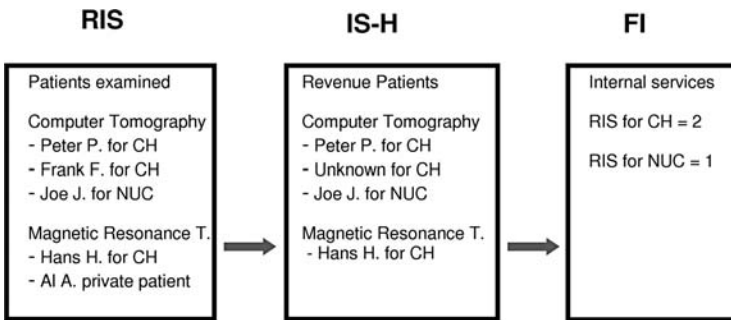 RIS
Patients examined
Computer Tomography
- Peter P. for CH
- Frank F. for CH
- Joe J. for NUC
Magnetic Resonance T.
- Hans H. for CH
- Al A. private patient
IS-H
Revenue Patients
Computer Tomography
- Peter P. for CH
- Unknown for CH
- Joe J. for NUC
Magnetic Resonance T.
- Hans H. for CH
FI
Internal services
RIS for CH = 2
RIS for NUC = 1